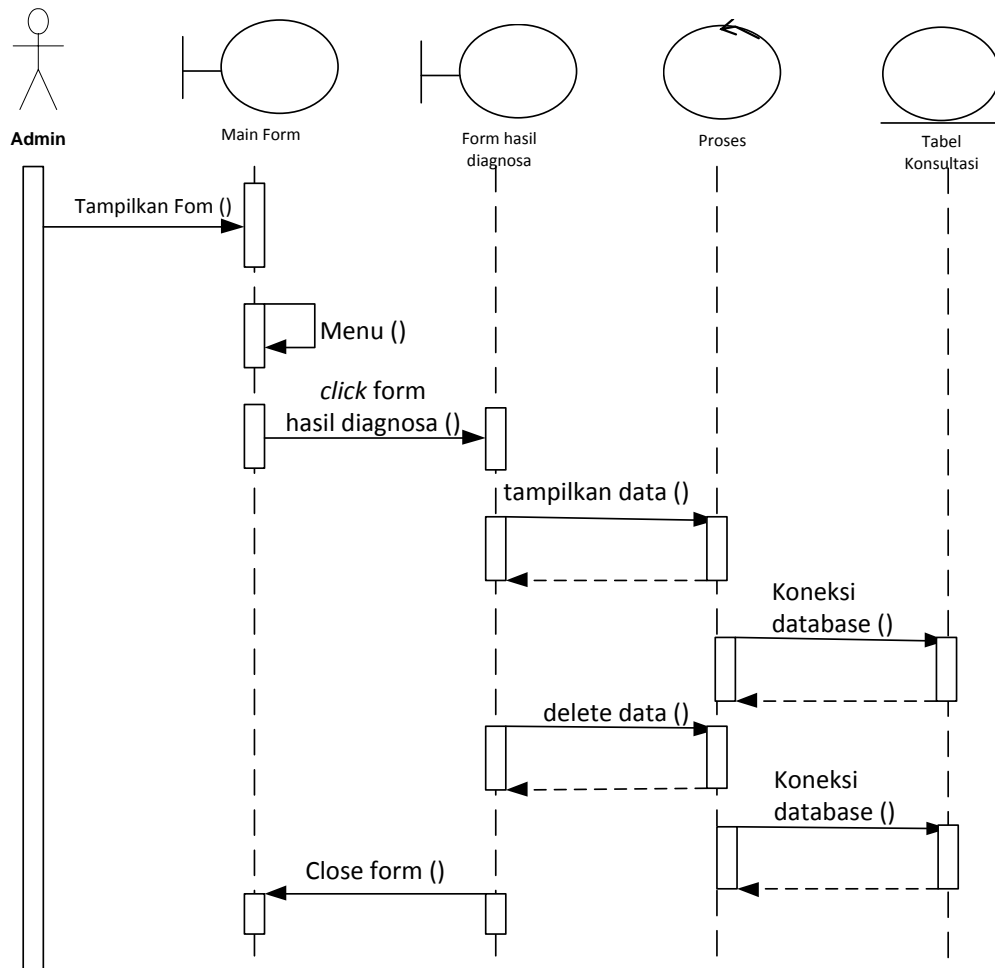 Admin
Main Form
Form hasil
diagnosa
Proses
Tabel
Konsultasi
Tampilkan Fom ()
Menu ()
click form
hasil diagnosa ()
tampilkan data ()
Koneksi
database ()
delete data ()
Koneksi
database ()
Close form ()